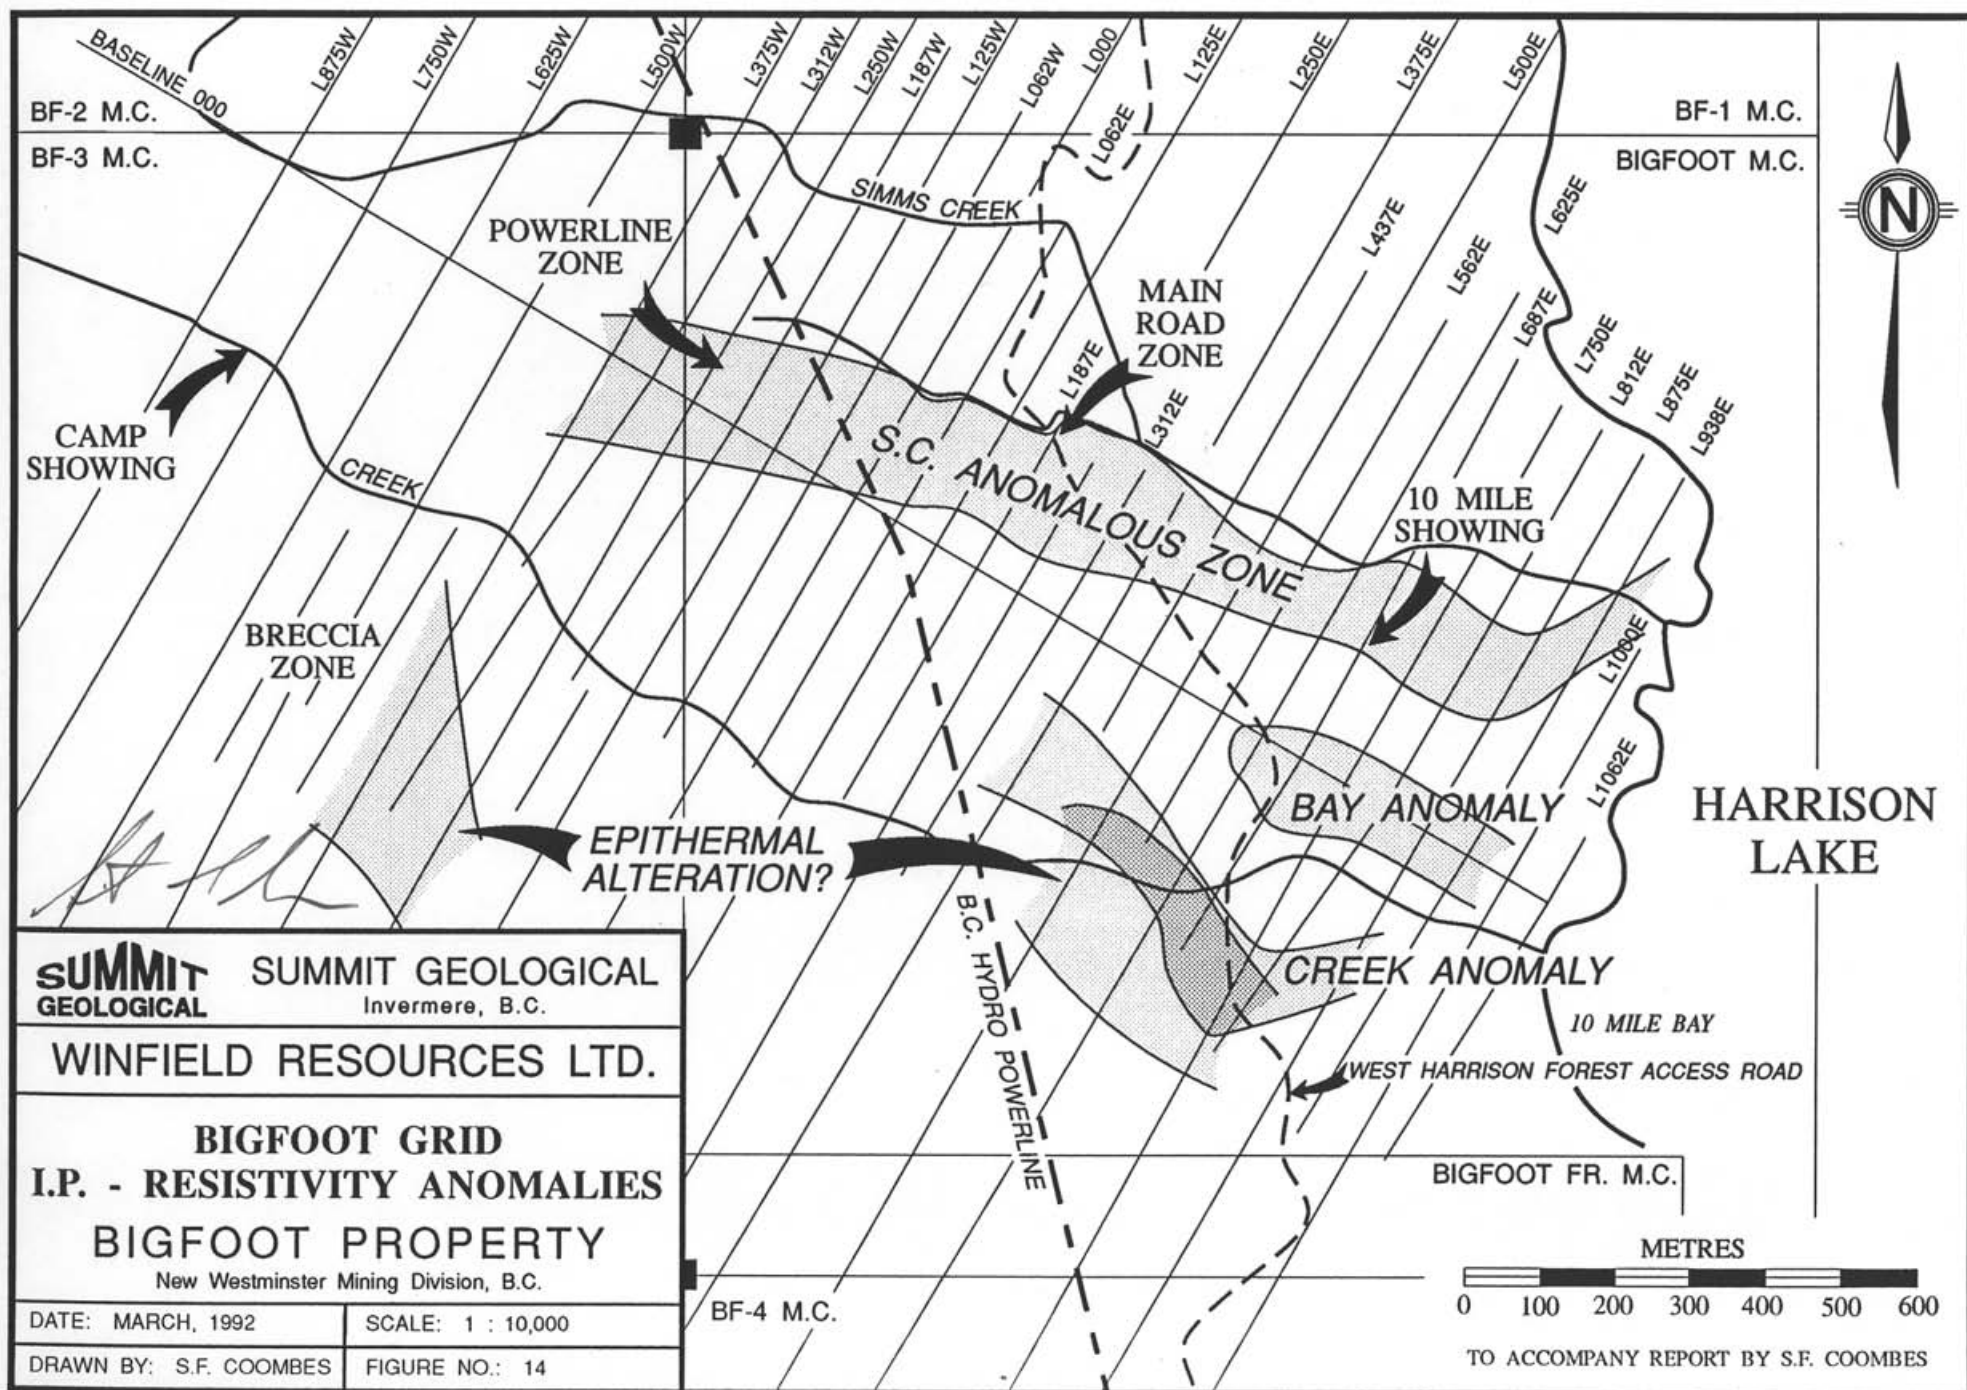 BASELINE 000
L875W
L750W
L625W
L500W
L375W
L312W
L250W
L187W
L125W
L062W
L000
L062E
L125E
L250E
L375E
L500E
BF-2 M.C.
BF-3 M.C.
BF-1 M.C.
BIGFOOT M.C.
N
SIMMS CREEK
POWERLINE
ZONE
MAIN
ROAD
ZONE
L187E
L312E
L437E
L562E
L625E
L687E
L750E
L812E
L875E
L938E
L1000E
L1062E
CAMP
SHOWING
CREEK
S.C. ANOMALOUS ZONE
10 MILE
SHOWING
BRECCIA
ZONE
EPITHERMAL
ALTERATION?
BAY ANOMALY
HARRISON
LAKE
CREEK ANOMALY
10 MILE BAY
WEST HARRISON FOREST ACCESS ROAD
B.C. HYDRO POWERLINE
BIGFOOT FR. M.C.
BF-4 M.C.
METRES
0 100 200 300 400 500 600
TO ACCOMPANY REPORT BY S.F. COOMBES
SUMMIT
GEOLOGICAL
SUMMIT GEOLOGICAL
Invermere, B.C.
WINFIELD RESOURCES LTD.
BIGFOOT GRID
I.P. - RESISTIVITY ANOMALIES
BIGFOOT PROPERTY
New Westminster Mining Division, B.C.
DATE: MARCH, 1992
SCALE: 1 : 10,000
DRAWN BY: S.F. COOMBES
FIGURE NO.: 14